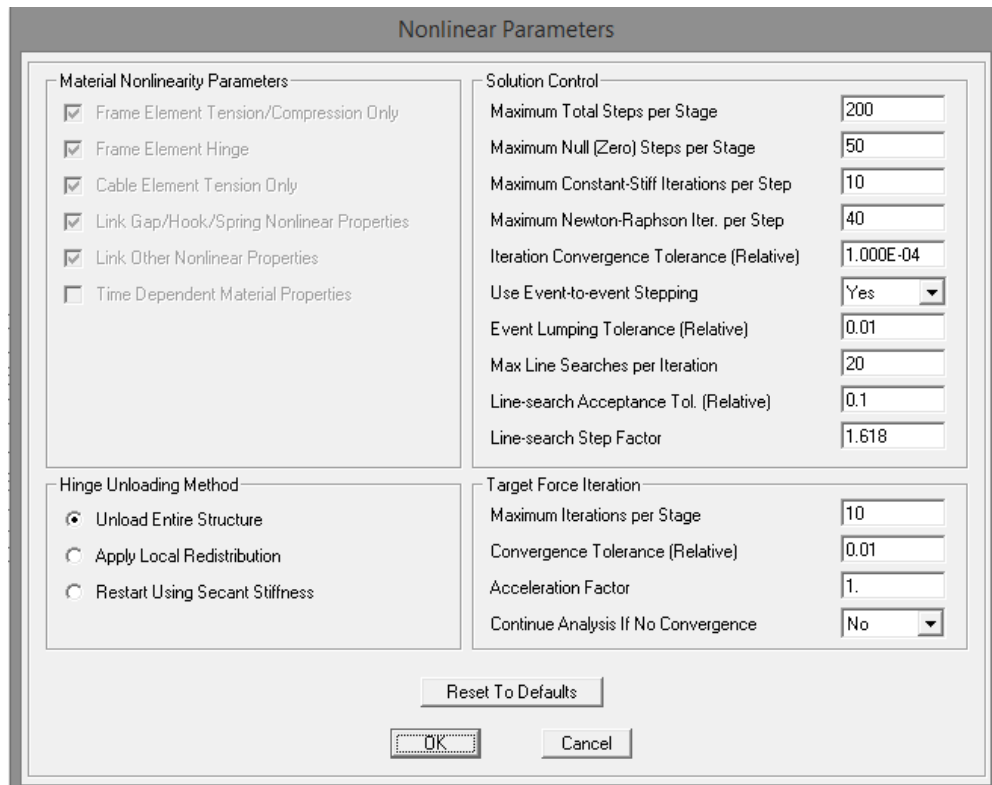 Nonlinear Parameters
Material Nonlinearity Parameters
Frame Element Tension/Compression Only
Frame Element Hinge
Cable Element Tension Only
Link Gap/Hook/Spring Nonlinear Properties
Link Other Nonlinear Properties
Time Dependent Material Properties
Solution Control
Maximum Total Steps per Stage 200
Maximum Null (Zero) Steps per Stage 50
Maximum Constant-Stiff Iterations per Step 10
Maximum Newton-Raphson Iter. per Step 40
Iteration Convergence Tolerance (Relative) 1.000E-04
Use Event-to-event Stepping Yes
Event Lumping Tolerance (Relative) 0.01
Max Line Searches per Iteration 20
Line-search Acceptance Tol. (Relative) 0.1
Line-search Step Factor 1.618
Hinge Unloading Method
Unload Entire Structure
Apply Local Redistribution
Restart Using Secant Stiffness
Target Force Iteration
Maximum Iterations per Stage 10
Convergence Tolerance (Relative) 0.01
Acceleration Factor 1.
Continue Analysis If No Convergence No
Reset To Defaults
OK Cancel